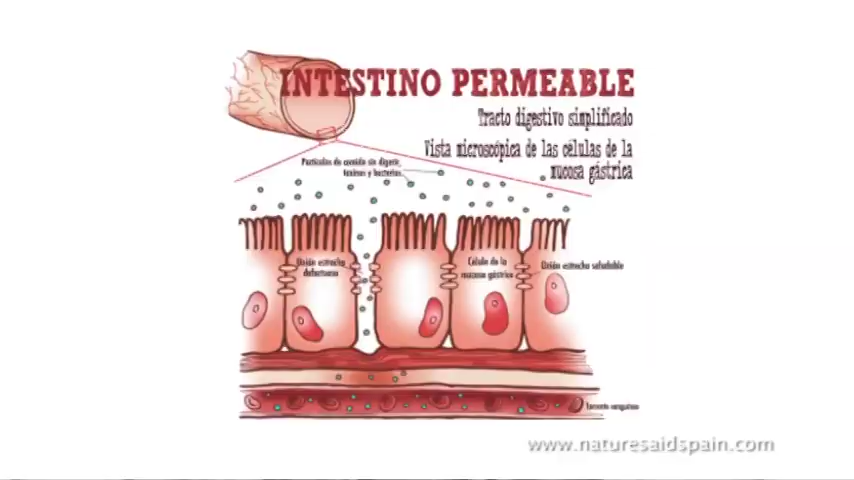 INTESTINO PERMEABLE
Tracto digestivo simplificado
Vista microscópica de las células de la
mucosa gástrica
Partículas de comida sin digerir,
toxinas y bacterias
Unión estrecha
defectuosa
Célula de la
mucosa gástrica
Unión estrecha saludable
Torrente sanguíneo
www.naturesaidspain.com